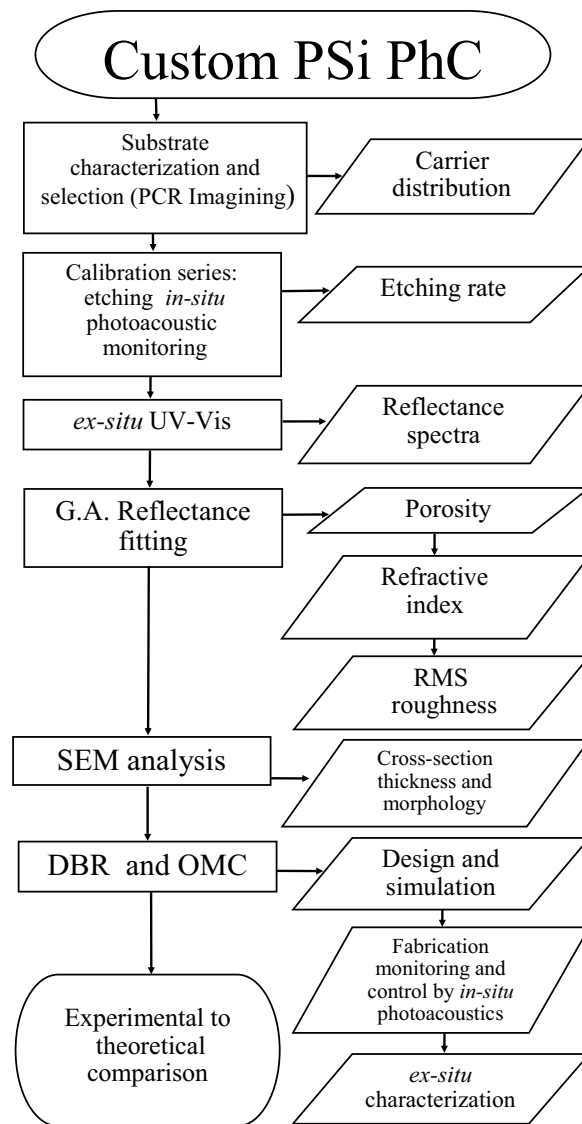 Custom PSi PhC
Substrate
characterization and
selection (PCR Imagining)
Carrier
distribution
Calibration series:
etching in-situ
photoacoustic
monitoring
Etching rate
ex-situ UV-Vis
Reflectance
spectra
G.A. Reflectance
fitting
Porosity
Refractive
index
RMS
roughness
SEM analysis
Cross-section
thickness and
morphology
DBR and OMC
Design and
simulation
Fabrication
monitoring and
control by in-situ
photoacoustics
Experimental to
theoretical
comparison
ex-situ
characterization